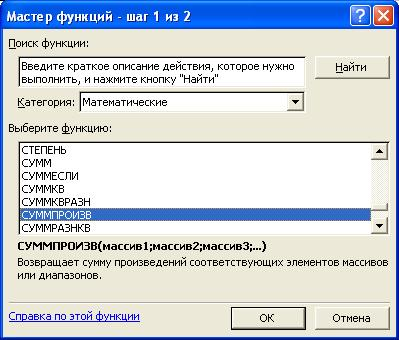 Мастер функций - шаг 1 из 2
Поиск функции:
Введите краткое описание действия, которое нужно
выполнить, и нажмите кнопку "Найти"
Найти
Категория: Математические
Выберите функцию:
СТЕПЕНЬ
СУММ
СУММЕСЛИ
СУММКВ
СУММКВРАЗН
СУММПРОИЗВ
СУММРАЗНКВ
СУММПРОИЗВ(массив1;массив2;массив3;...)
Возвращает сумму произведений соответствующих элементов массивов
или диапазонов.
Справка по этой функции
ОК
Отмена